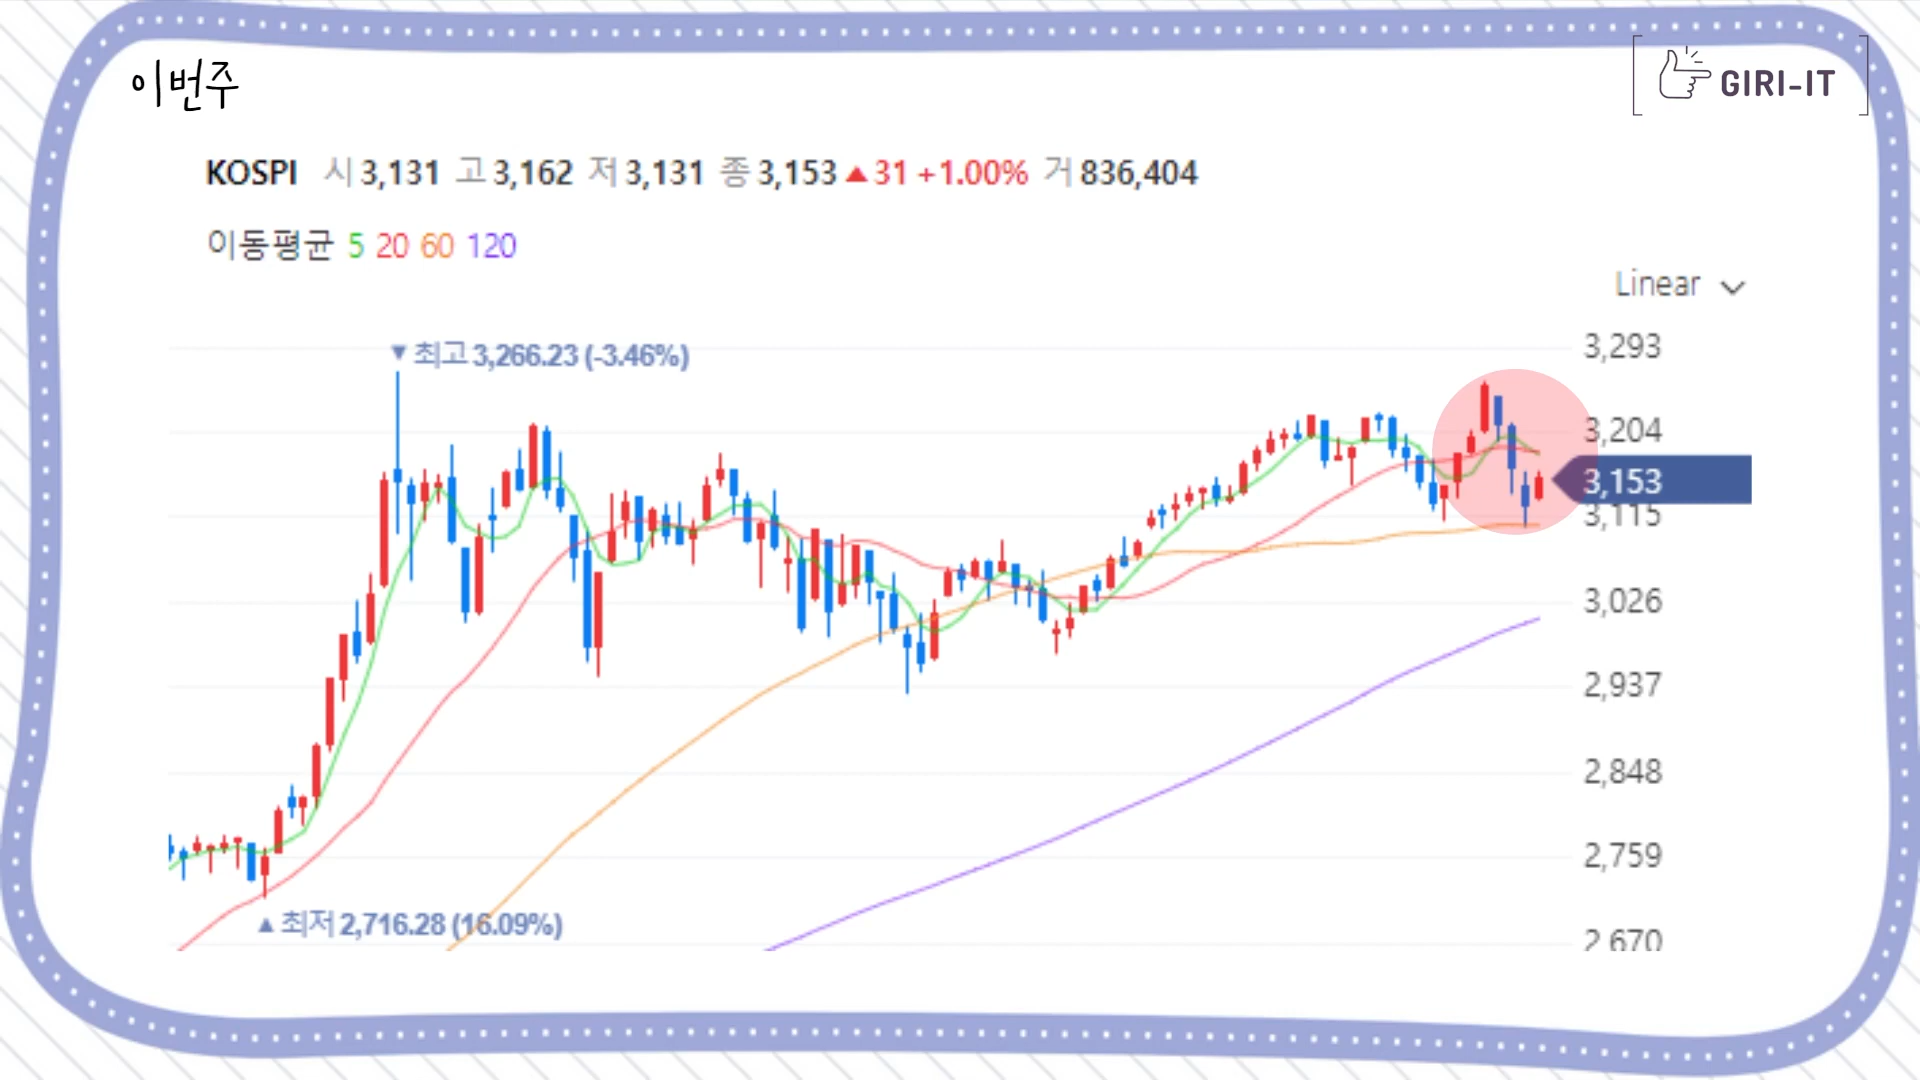 이번주
GIRI-IT
KOSPI 시 3,131 고 3,162 저 3,131 종 3,153 ▲ 31 +1.00% 거 836,404
이동평균 5 20 60 120
Linear
▼ 최고 3,266.23 (-3.46%)
3,293
3,204
3,153
3,115
3,026
2,937
2,848
2,759
▲ 최저 2,716.28 (16.09%)
2,670